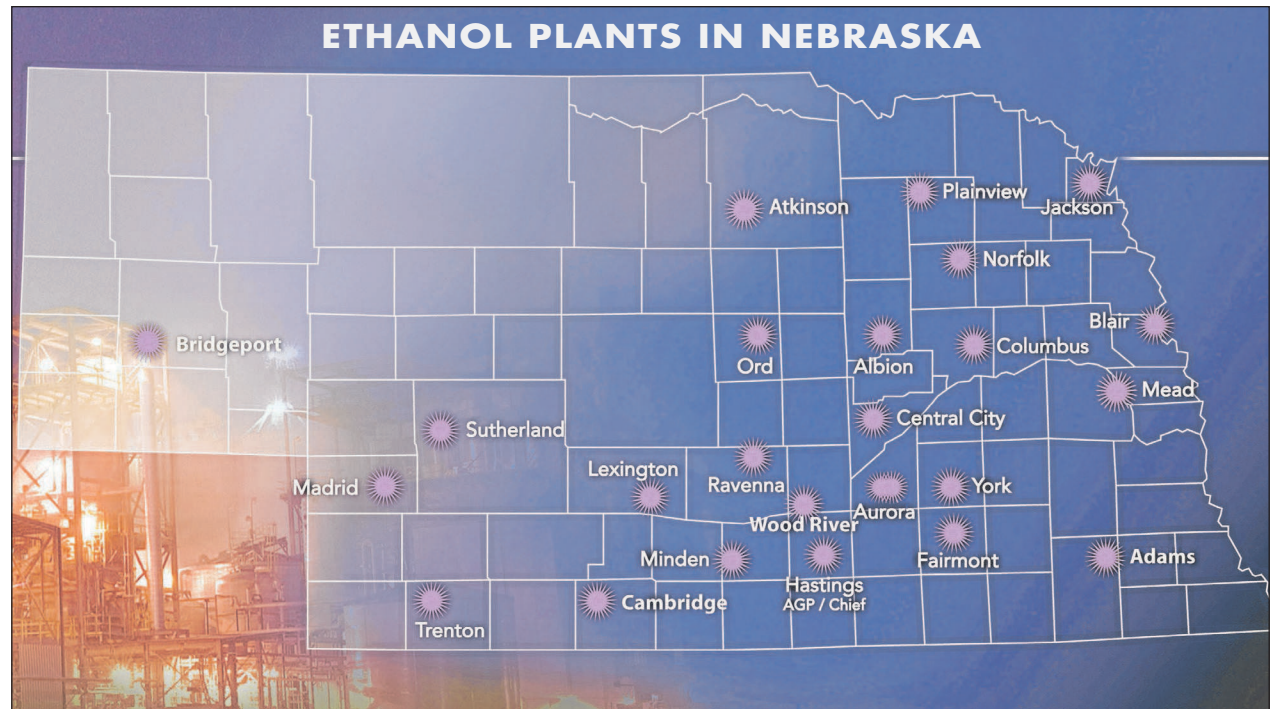 ETHANOL PLANTS IN NEBRASKA
Plainview
Atkinson
Jackson
Norfolk
Blair
Bridgeport
Columbus
Ord
Albion
Mead
Central City
Sutherland
Lexington
Ravenna
Madrid
York
Aurora
Wood River
Minden
Fairmont
Adams
Hastings
AGP / Chief
Cambridge
Trenton